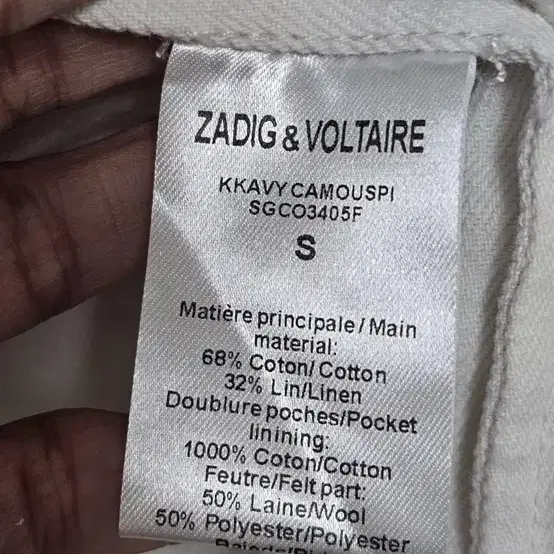 ZADIG & VOLTAIRE
KKAVY CAMOUSPI
SGCO3405F
S
Matière principale / Main
material:
68% Coton/ Cotton
32% Lin/Linen
Doublure poches/Pocket
linining:
1000% Coton/Cotton
Feutre/Felt part:
50% Laine/Wool
50% Polyester/Polyester